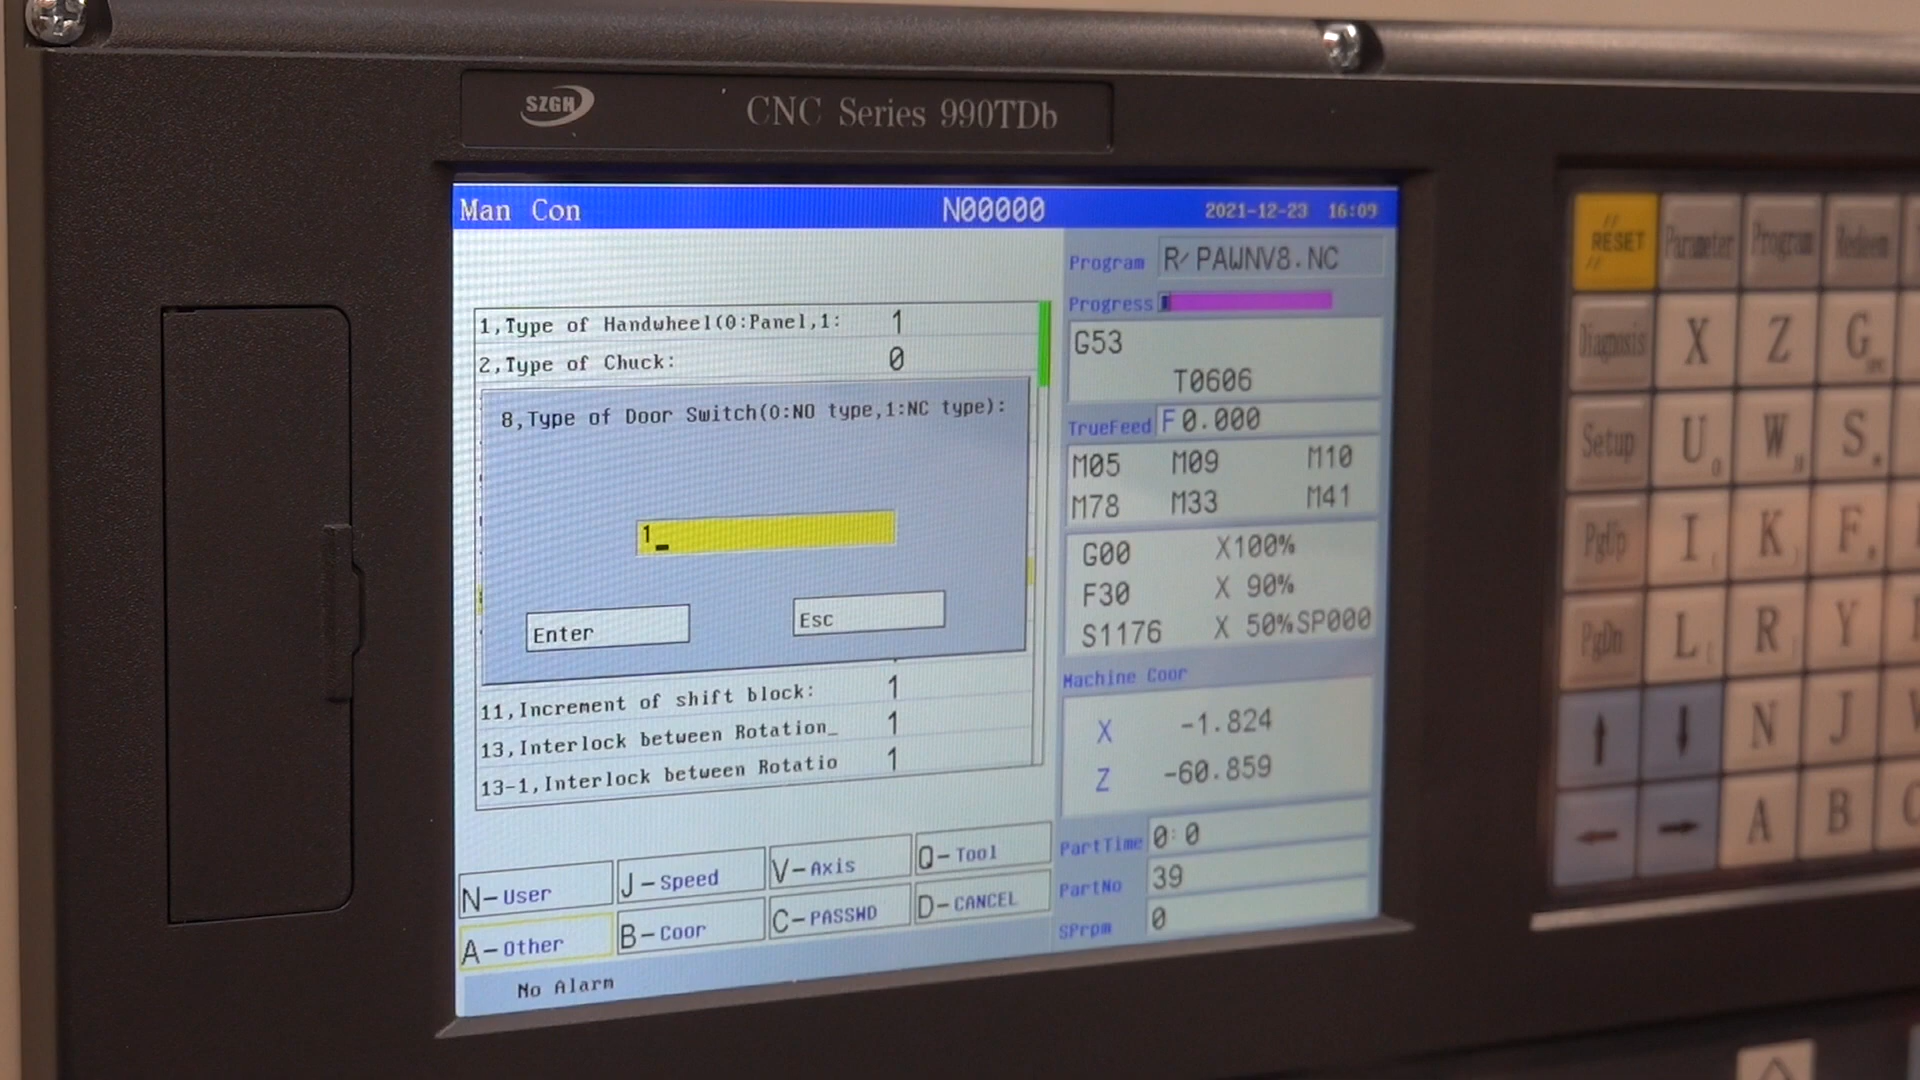 SZGH
CNC Series 990TDb
Man Con N00000 2021-12-23 16:09
1,Type of Handwheel(0:Panel,1: 1
2,Type of Chuck: 0
8,Type of Door Switch(0:NO type,1:NC type):
1_
Enter Esc
11,Increment of shift block: 1
13,Interlock between Rotation_ 1
13-1,Interlock between Rotatio 1
N-User J-Speed V-Axis Q-Tool
A-Other B-Coor C-PASSWD D-CANCEL
No Alarm
Program R/PAWNV8.NC
Progress
G53
T0606
TrueFeed F 0.000
M05 M09 M10
M78 M33 M41
G00 X100%
F30 X 90%
S1176 X 50%SP000
Machine Coor
X -1.824
Z -60.859
PartTime 0:0
PartNo 39
SPrpm 0
RESET Parameter Program Redeem
Diagnosis X Z G
Setup U W S
PgUp I K F
PgDn L R Y
↑ ↓ N J
← → A B